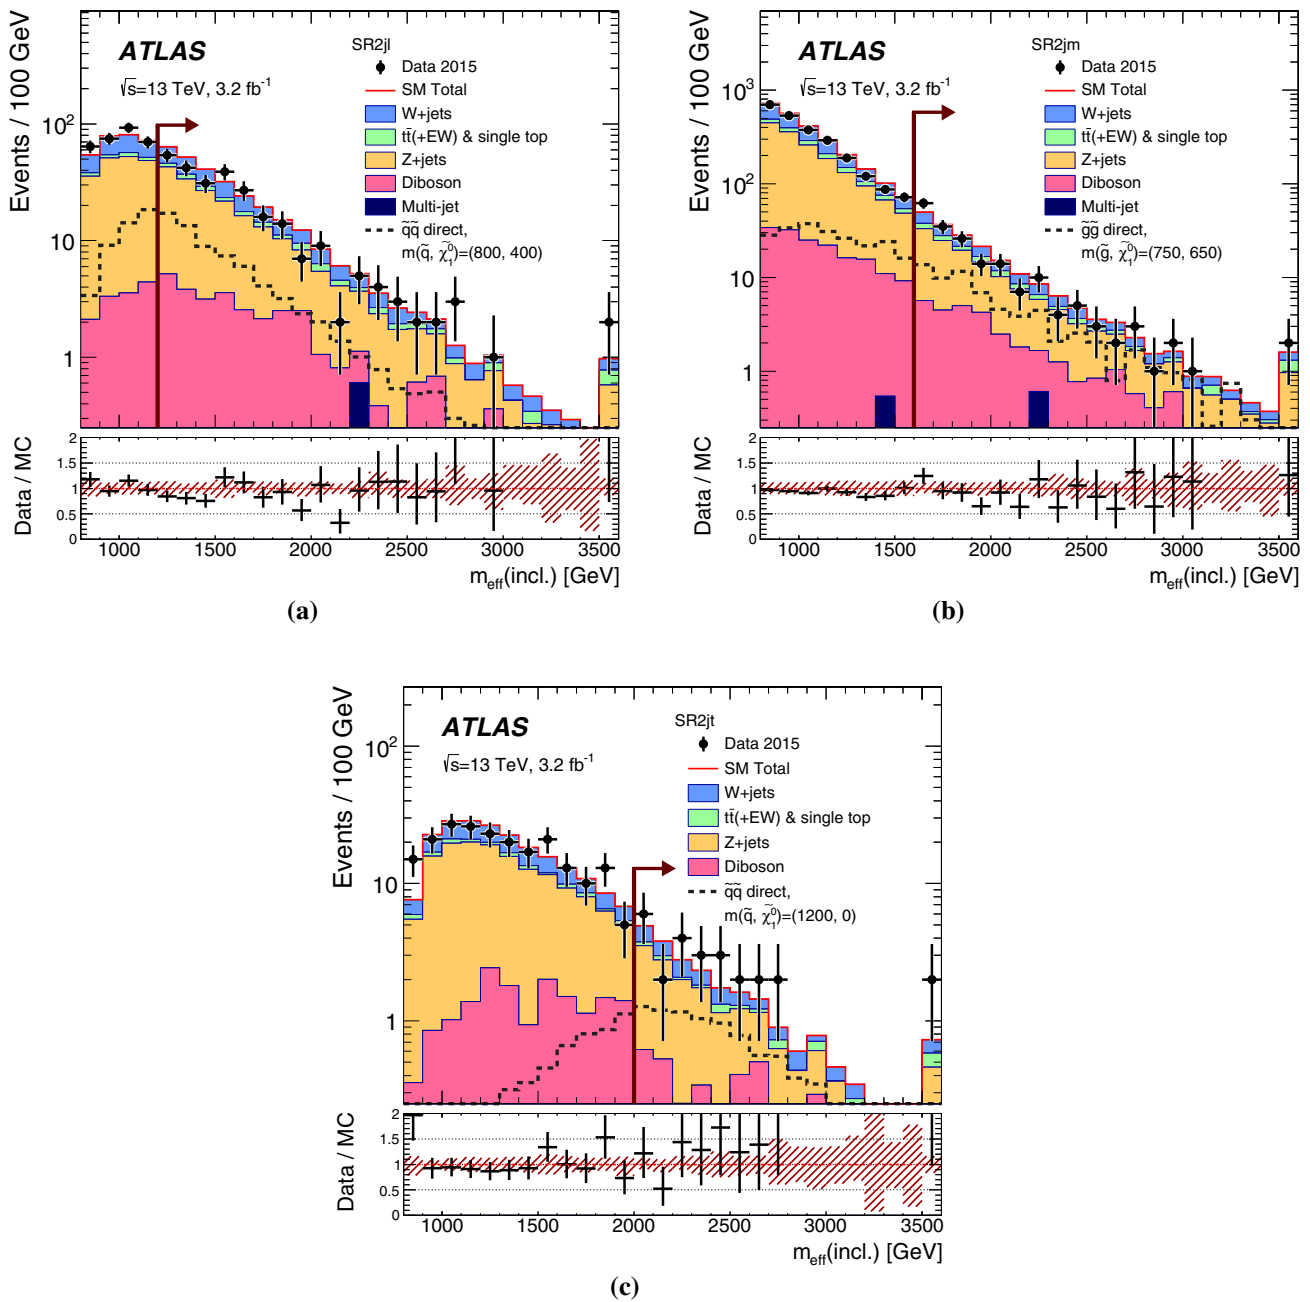 ATLAS
√s=13 TeV, 3.2 fb⁻¹
SR2jl
Data 2015
SM Total
W+jets
tt̄(+EW) & single top
Z+jets
Diboson
Multi-jet
q̃q̃ direct,
m(q̃, χ̃₁⁰)=(800, 400)
Events / 100 GeV
10²
10
1
Data / MC
2
1.5
1
0.5
0
1000 1500 2000 2500 3000 3500
m_eff(incl.) [GeV]
(a)
ATLAS
√s=13 TeV, 3.2 fb⁻¹
SR2jm
Data 2015
SM Total
W+jets
tt̄(+EW) & single top
Z+jets
Diboson
Multi-jet
g̃g̃ direct,
m(g̃, χ̃₁⁰)=(750, 650)
Events / 100 GeV
10³
10²
10
1
Data / MC
2
1.5
1
0.5
0
1000 1500 2000 2500 3000 3500
m_eff(incl.) [GeV]
(b)
ATLAS
√s=13 TeV, 3.2 fb⁻¹
SR2jt
Data 2015
SM Total
W+jets
tt̄(+EW) & single top
Z+jets
Diboson
q̃q̃ direct,
m(q̃, χ̃₁⁰)=(1200, 0)
Events / 100 GeV
10²
10
1
Data / MC
2
1.5
1
0.5
0
1000 1500 2000 2500 3000 3500
m_eff(incl.) [GeV]
(c)